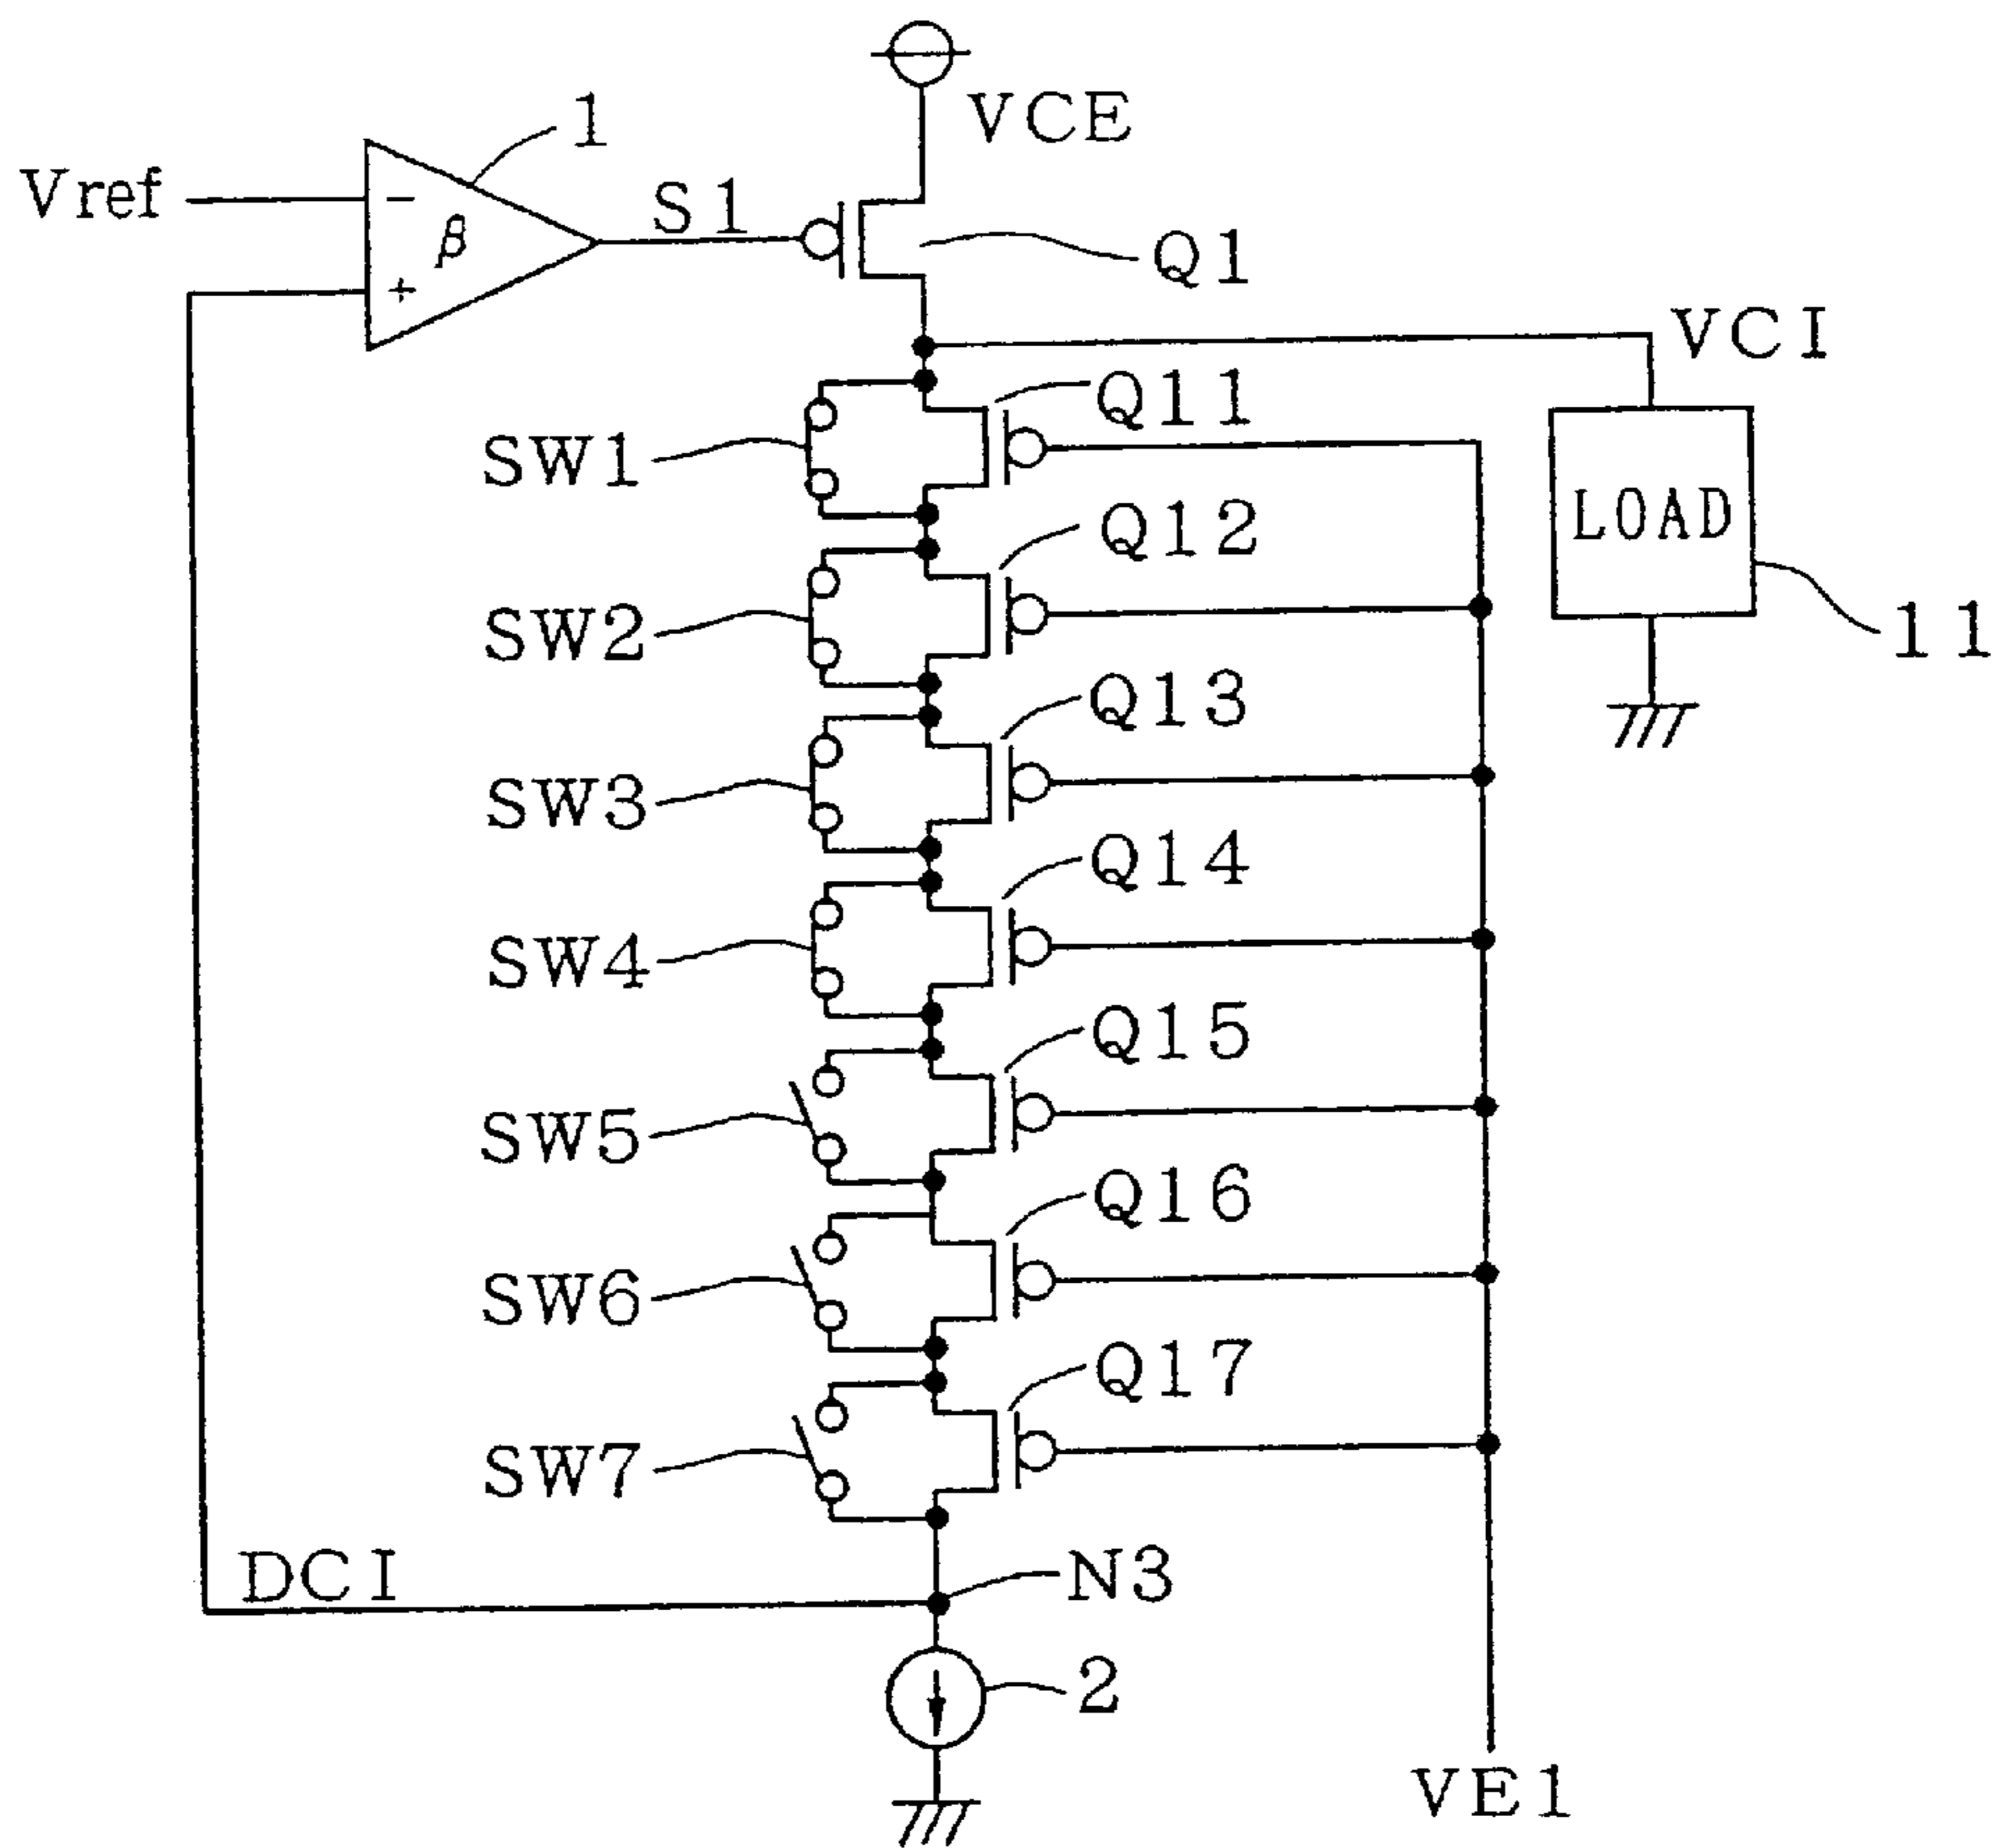 VCE
1
Vref
-
β
+
S1
Q1
VCI
Q11
SW1
LOAD
Q12
SW2
11
Q13
SW3
Q14
SW4
Q15
SW5
Q16
SW6
Q17
SW7
DCI
N3
2
VE1